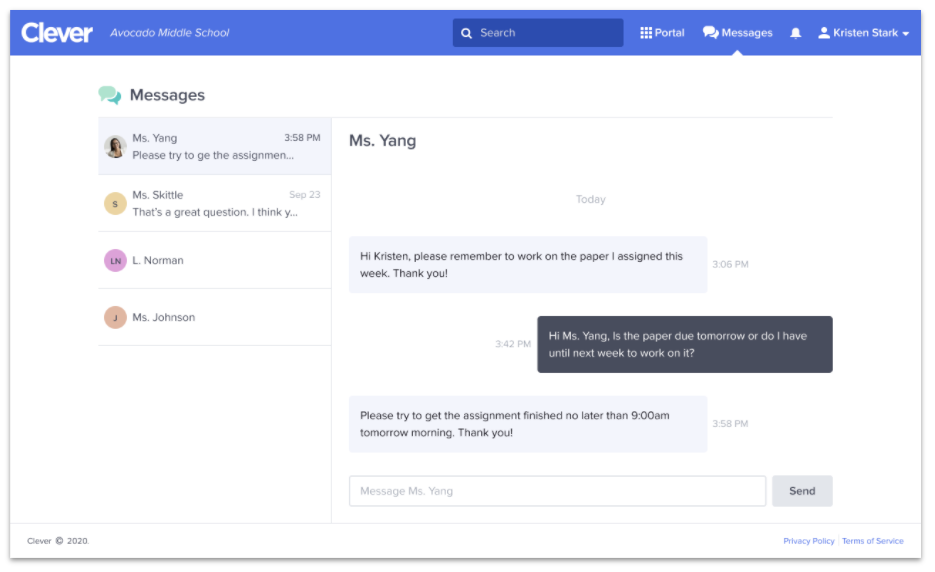 Clever Avocado Middle School Search Portal Messages Kristen Stark
Messages
Ms. Yang 3:58 PM
Please try to ge the assignmen...
S Ms. Skittle Sep 23
That's a great question. I think y...
LN L. Norman
J Ms. Johnson
Ms. Yang
Today
Hi Kristen, please remember to work on the paper I assigned this
week. Thank you!
3:06 PM
3:42 PM
Hi Ms. Yang, Is the paper due tomorrow or do I have
until next week to work on it?
Please try to get the assignment finished no later than 9:00am
tomorrow morning. Thank you!
3:58 PM
Message Ms. Yang Send
Clever © 2020. Privacy Policy Terms of Service